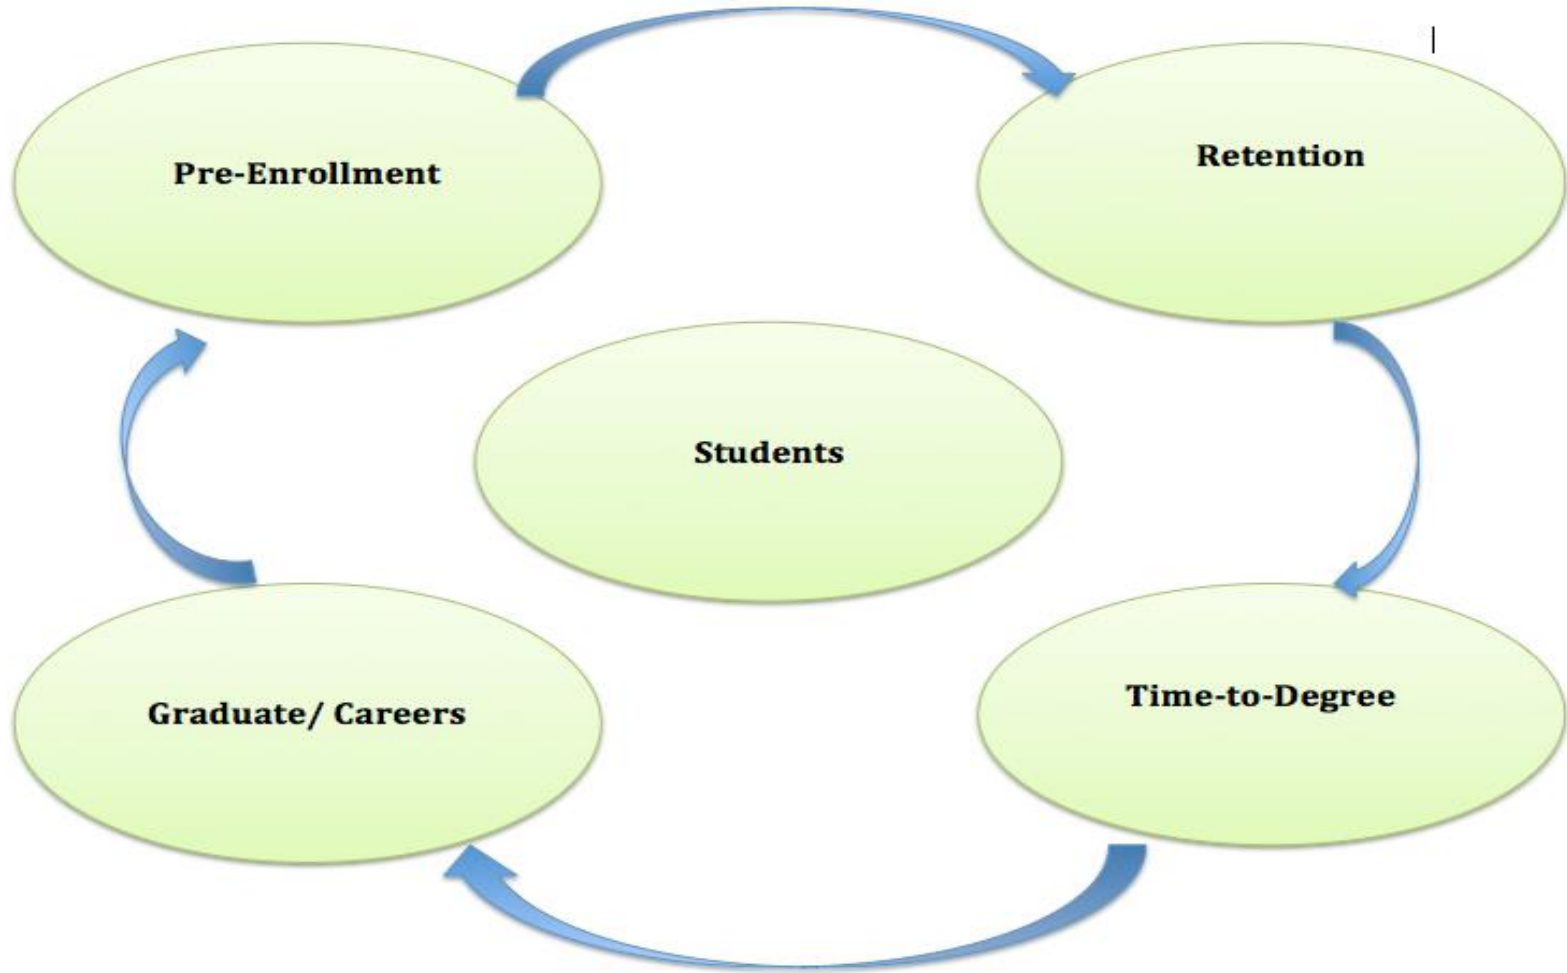 Pre-Enrollment
Retention
Students
Graduate/ Careers
Time-to-Degree